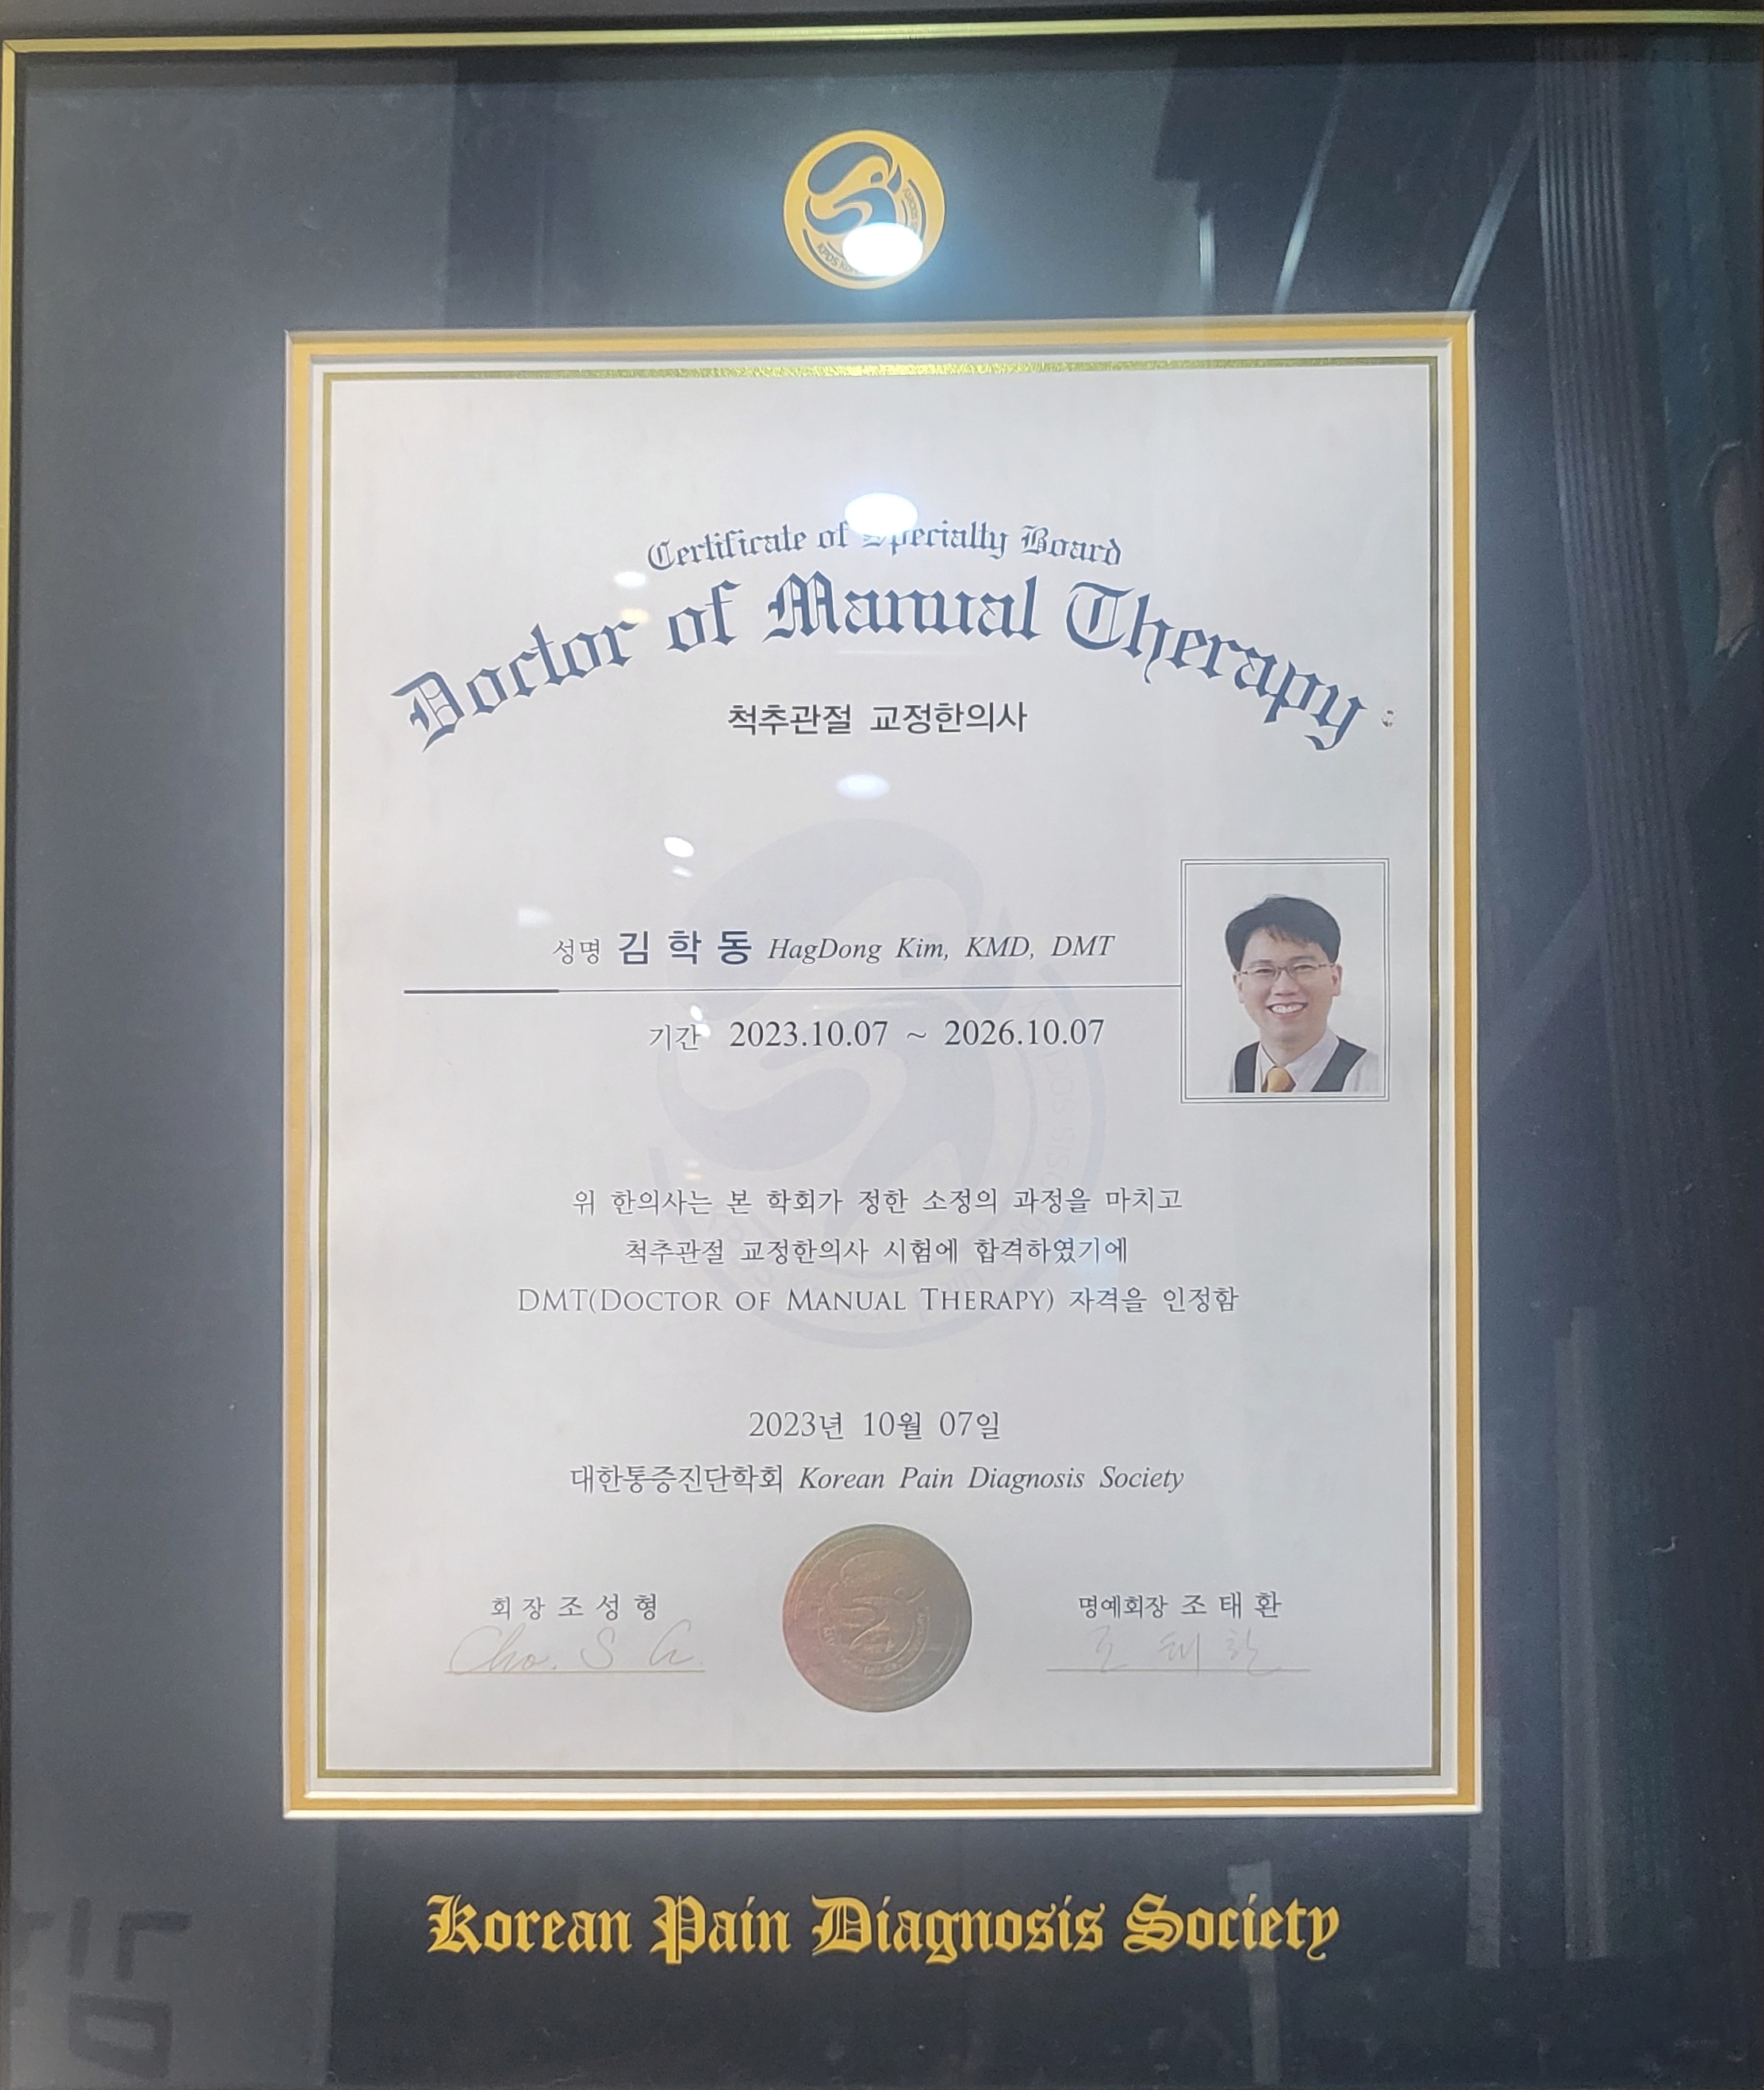 Certificate of Specialty Board
Doctor of Manual Therapy
척추관절 교정한의사
성명 김 학 동 HagDong Kim, KMD, DMT
기간 2023.10.07 ~ 2026.10.07
위 한의사는 본 학회가 정한 소정의 과정을 마치고
척추관절 교정한의사 시험에 합격하였기에
DMT(DOCTOR OF MANUAL THERAPY) 자격을 인정함
2023년 10월 07일
대한통증진단학회 Korean Pain Diagnosis Society
회 장 조 성 형
명예회장 조 태 환
Cho. S
조 태 환
Korean Pain Diagnosis Society